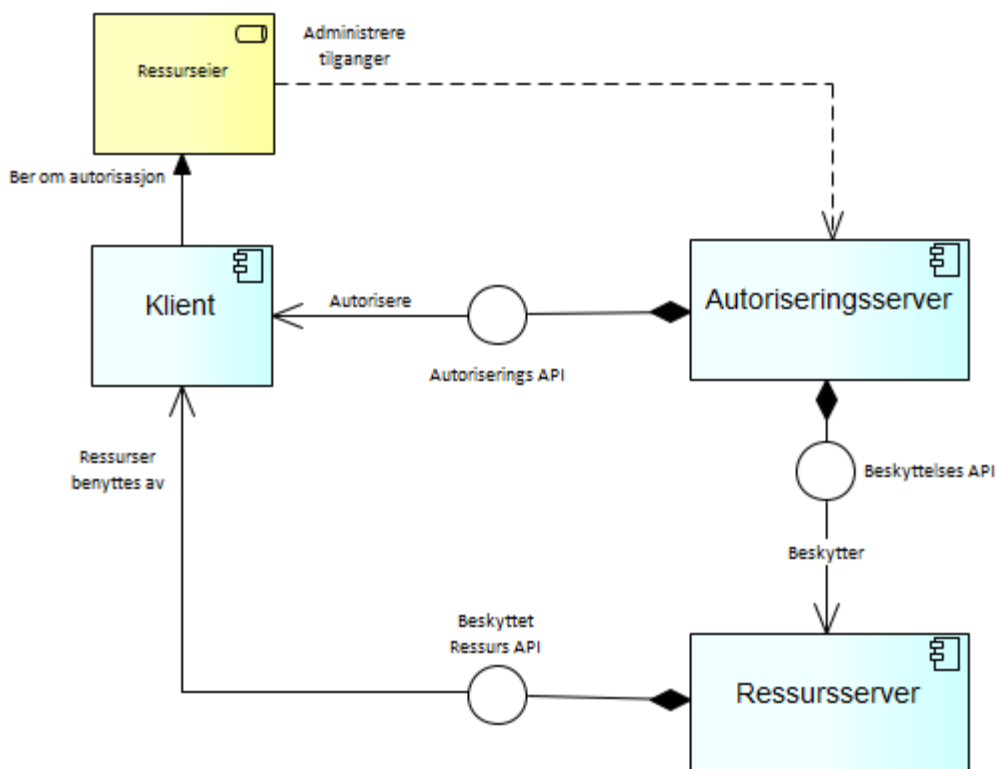 Administrere
tilganger
Ressurseier
Ber om autorisasjon
Klient
Autorisere
Autoriseringsserver
Autoriserings API
Ressurser
benyttes av
Beskyttelses API
Beskytter
Beskyttet
Ressurs API
Ressursserver